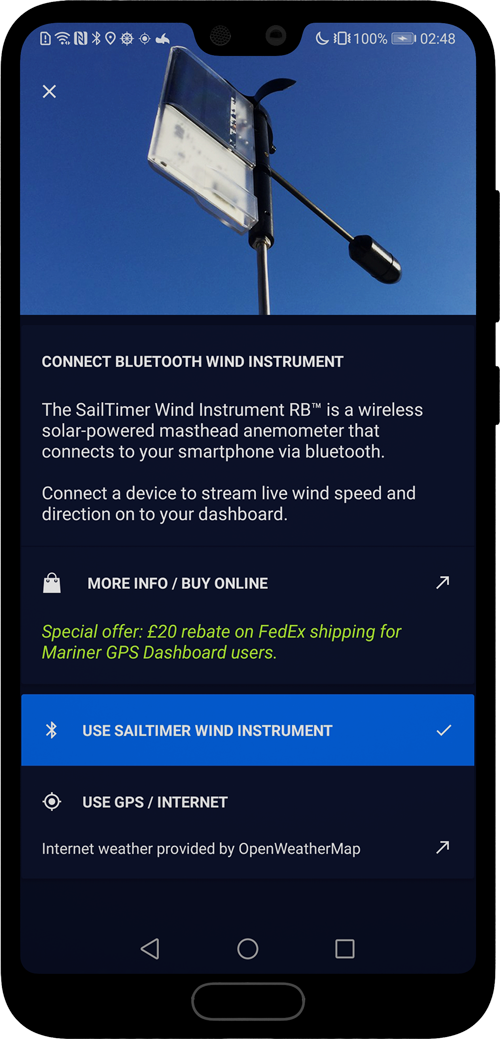 100% 02:48
CONNECT BLUETOOTH WIND INSTRUMENT
The SailTimer Wind Instrument RB™ is a wireless
solar-powered masthead anemometer that
connects to your smartphone via bluetooth.
Connect a device to stream live wind speed and
direction on to your dashboard.
MORE INFO / BUY ONLINE
Special offer: £20 rebate on FedEx shipping for
Mariner GPS Dashboard users.
USE SAILTIMER WIND INSTRUMENT
USE GPS / INTERNET
Internet weather provided by OpenWeatherMap